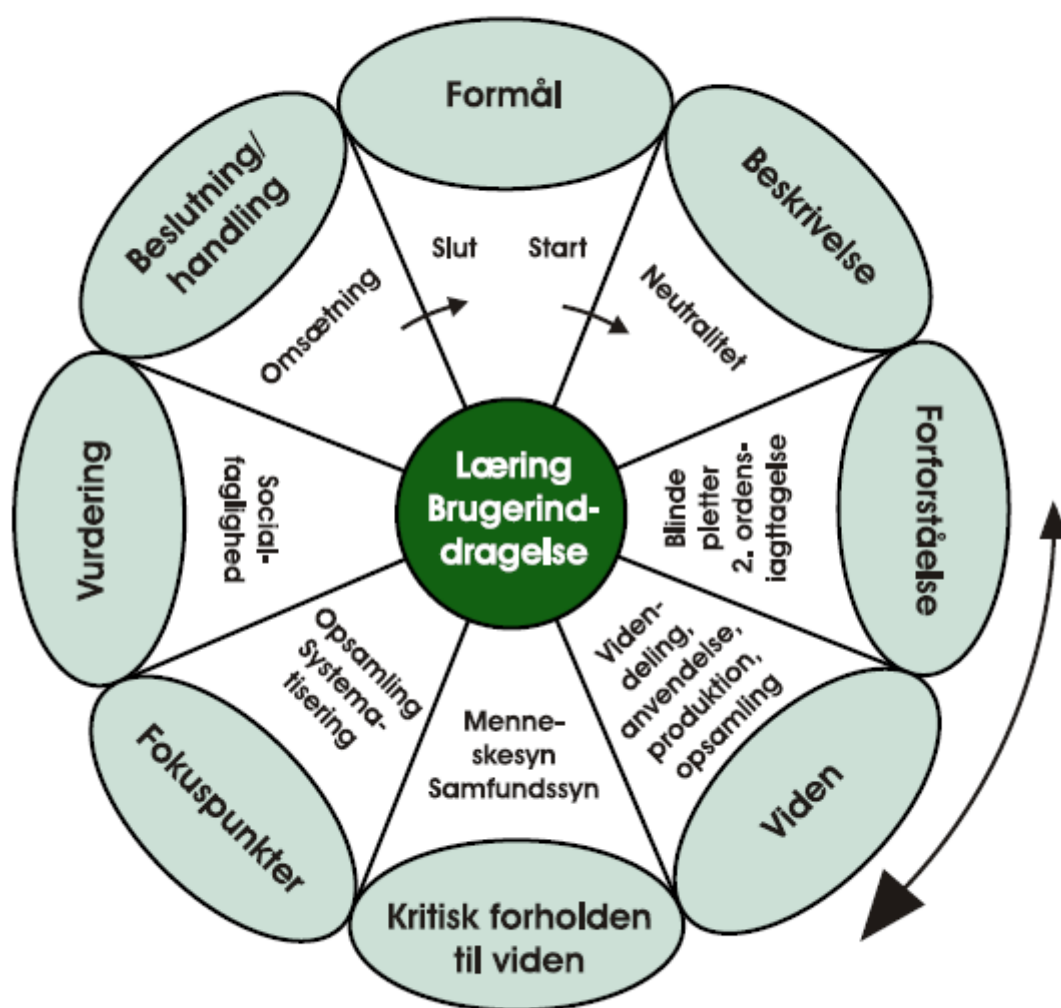 Formål
Slut
Start
Beskrivelse
Neutralitet
Forforståelse
Blinde
pletter
2. ordens-
iagttagelse
Viden
Viden-
deling,
anvendelse,
produktion,
opsamling
Kritisk forholden
til viden
Menne-
skesyn
Samfundssyn
Fokuspunkter
Opsamling
Systema-
tisering
Vurdering
Social-
faglighed
Beslutning/
handling
Omsætning
Læring
Brugerind-
dragelse